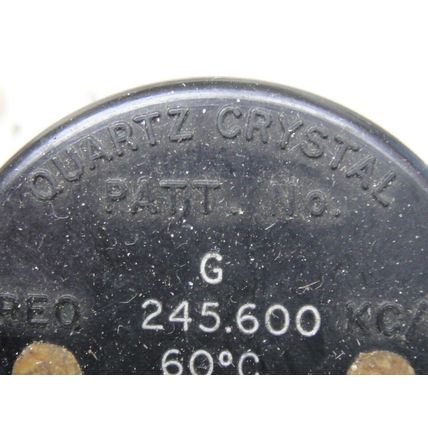 QUARTZ CRYSTAL
PATT. No.
G
REQ 245.600 KC/
60°C